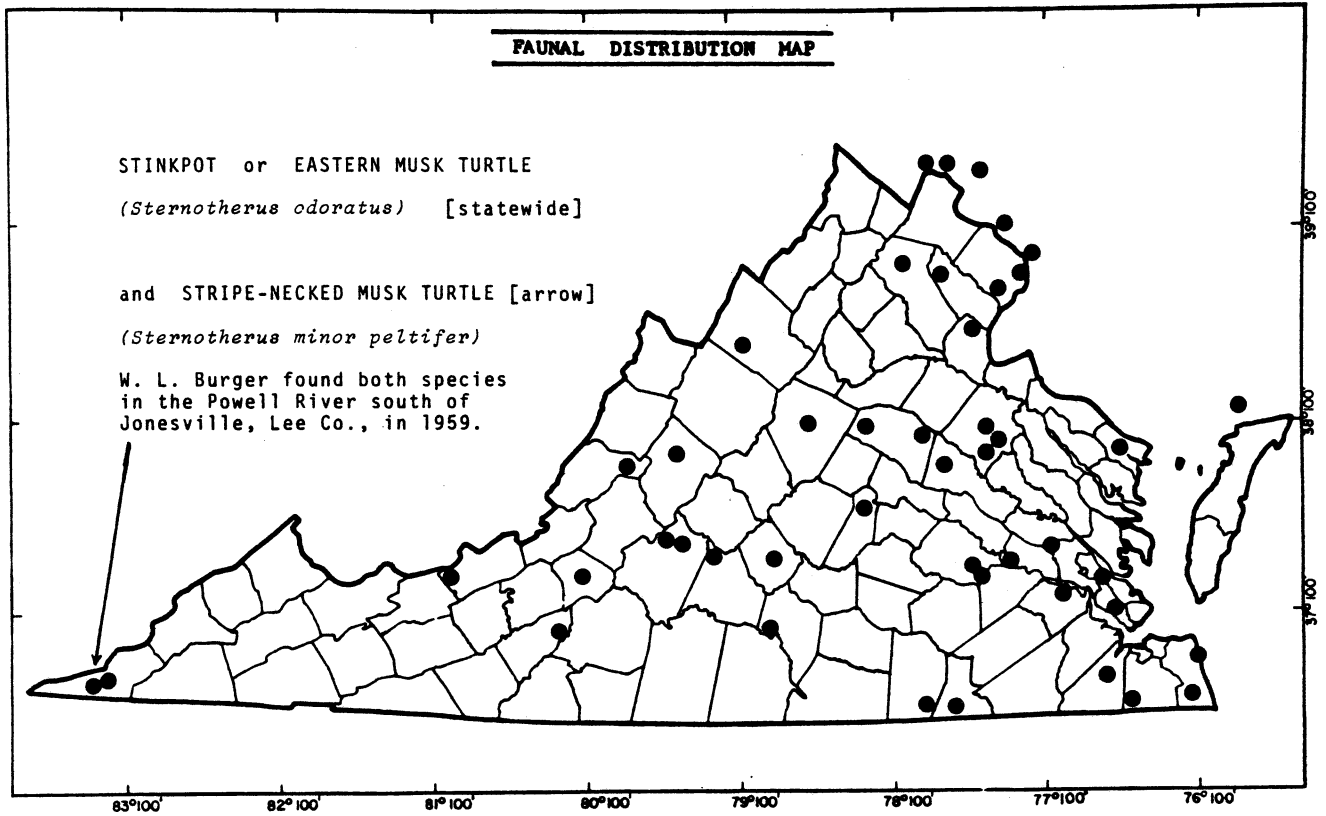 FAUNAL DISTRIBUTION MAP
STINKPOT or EASTERN MUSK TURTLE
(Sternotherus odoratus) [statewide]
and STRIPE-NECKED MUSK TURTLE [arrow]
(Sternotherus minor peltifer)
W. L. Burger found both species
in the Powell River south of
Jonesville, Lee Co., in 1959.
39°00'
38°00'
37°00'
83°00' 82°00' 81°00' 80°00' 79°00' 78°00' 77°00' 76°00'